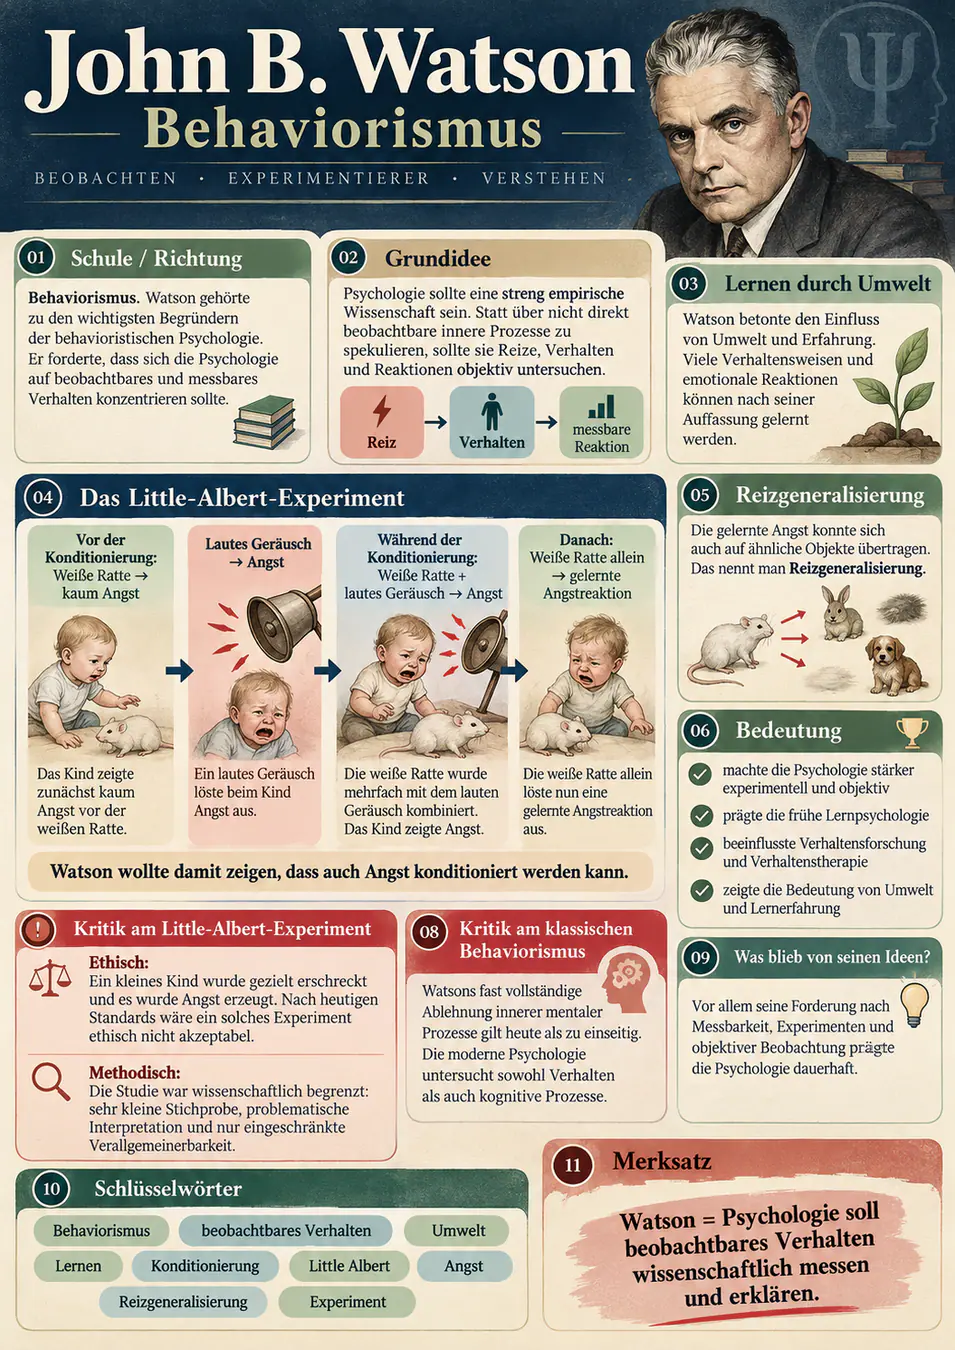 John B. Watson
Behaviorismus
BEOBACHTEN • EXPERIMENTIERER • VERSTEHEN
Ψ
01 Schule / Richtung
Behaviorismus. Watson gehörte
zu den wichtigsten Begründern
der behavioristischen Psychologie.
Er forderte, dass sich die Psychologie
auf beobachtbares und messbares
Verhalten konzentrieren sollte.
02 Grundidee
Psychologie sollte eine streng empirische
Wissenschaft sein. Statt über nicht direkt
beobachtbare innere Prozesse zu
spekulieren, sollte sie Reize, Verhalten
und Reaktionen objektiv untersuchen.
Reiz
Verhalten
messbare
Reaktion
03 Lernen durch Umwelt
Watson betonte den Einfluss
von Umwelt und Erfahrung.
Viele Verhaltensweisen und
emotionale Reaktionen
können nach seiner
Auffassung gelernt
werden.
04 Das Little-Albert-Experiment
Vor der
Konditionierung:
Weiße Ratte →
kaum Angst
Das Kind zeigte
zunächst kaum
Angst vor der
weißen Ratte.
Lautes Geräusch
→ Angst
Ein lautes Geräusch
löste beim Kind
Angst aus.
Während der
Konditionierung:
Weiße Ratte +
lautes Geräusch → Angst
Die weiße Ratte wurde
mehrfach mit dem lauten
Geräusch kombiniert.
Das Kind zeigte Angst.
Danach:
Weiße Ratte allein
→ gelernte
Angstreaktion
Die weiße Ratte allein
löste nun eine
gelernte Angstreaktion
aus.
Watson wollte damit zeigen, dass auch Angst konditioniert werden kann.
05 Reizgeneralisierung
Die gelernte Angst konnte sich
auch auf ähnliche Objekte übertragen.
Das nennt man Reizgeneralisierung.
06 Bedeutung
machte die Psychologie stärker
experimentell und objektiv
prägte die frühe Lernpsychologie
beeinflusste Verhaltensforschung
und Verhaltenstherapie
zeigte die Bedeutung von Umwelt
und Lernerfahrung
! Kritik am Little-Albert-Experiment
Ethisch:
Ein kleines Kind wurde gezielt erschreckt
und es wurde Angst erzeugt. Nach heutigen
Standards wäre ein solches Experiment
ethisch nicht akzeptabel.
Methodisch:
Die Studie war wissenschaftlich begrenzt:
sehr kleine Stichprobe, problematische
Interpretation und nur eingeschränkte
Verallgemeinerbarkeit.
08 Kritik am klassischen
Behaviorismus
Watsons fast vollständige
Ablehnung innerer mentaler
Prozesse gilt heute als zu einseitig.
Die moderne Psychologie
untersucht sowohl Verhalten
als auch kognitive Prozesse.
09 Was blieb von seinen Ideen?
Vor allem seine Forderung nach
Messbarkeit, Experimenten und
objektiver Beobachtung prägte
die Psychologie dauerhaft.
10 Schlüsselwörter
Behaviorismus beobachtbares Verhalten Umwelt
Lernen Konditionierung Little Albert Angst
Reizgeneralisierung Experiment
11 Merksatz
Watson = Psychologie soll
beobachtbares Verhalten
wissenschaftlich messen
und erklären.